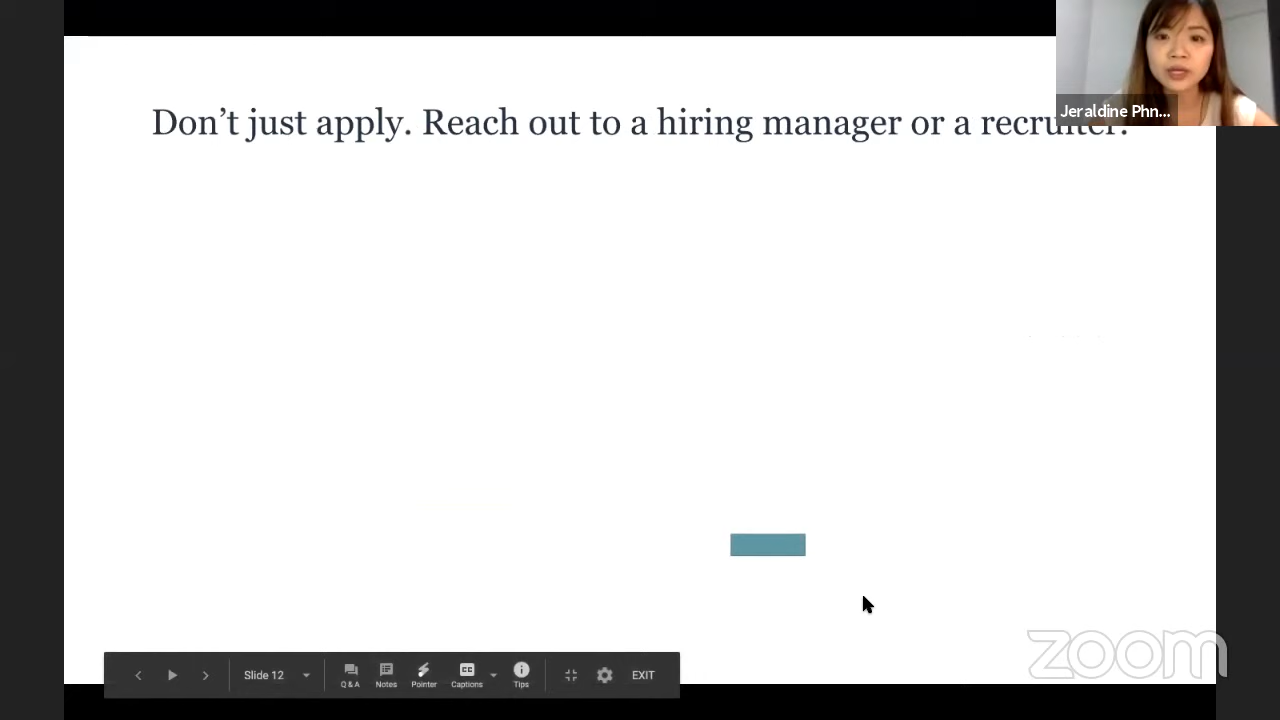 Don't just apply. Reach out to a hiring manager or a recruiter.
Jeraldine Phn...
Slide 12
Q & A
Notes
Pointer
CC
Captions
Tips
EXIT
zoom